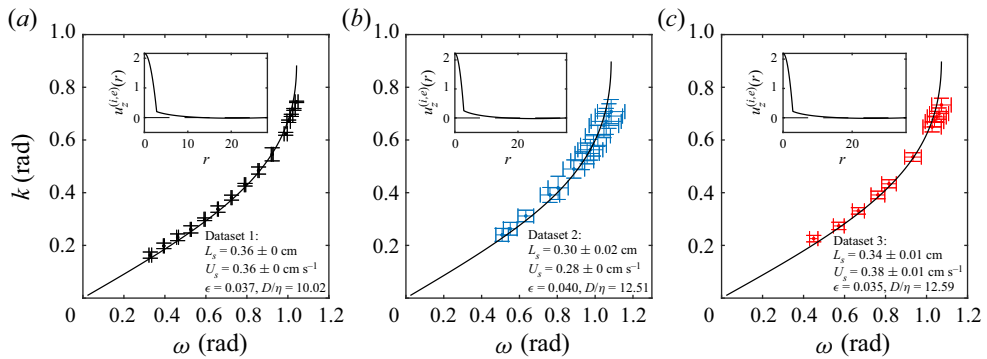 (a)
1.0
0.8
0.6
0.4
0.2
k (rad)
0
0.2
0.4
0.6
0.8
1.0
1.2
ω (rad)
2
1
0
u_z^{(i,e)}(r)
0
10
20
r
Dataset 1:
L_s = 0.36 ± 0 cm
U_s = 0.36 ± 0 cm s⁻¹
ϵ = 0.037, D/η = 10.02
(b)
1.0
0.8
0.6
0.4
0.2
0
0.2
0.4
0.6
0.8
1.0
1.2
ω (rad)
2
1
0
u_z^{(i,e)}(r)
0
20
r
Dataset 2:
L_s = 0.30 ± 0.02 cm
U_s = 0.28 ± 0 cm s⁻¹
ϵ = 0.040, D/η = 12.51
(c)
1.0
0.8
0.6
0.4
0.2
0
0.2
0.4
0.6
0.8
1.0
1.2
ω (rad)
2
1
0
u_z^{(i,e)}(r)
0
20
r
Dataset 3:
L_s = 0.34 ± 0.01 cm
U_s = 0.38 ± 0.01 cm s⁻¹
ϵ = 0.035, D/η = 12.59